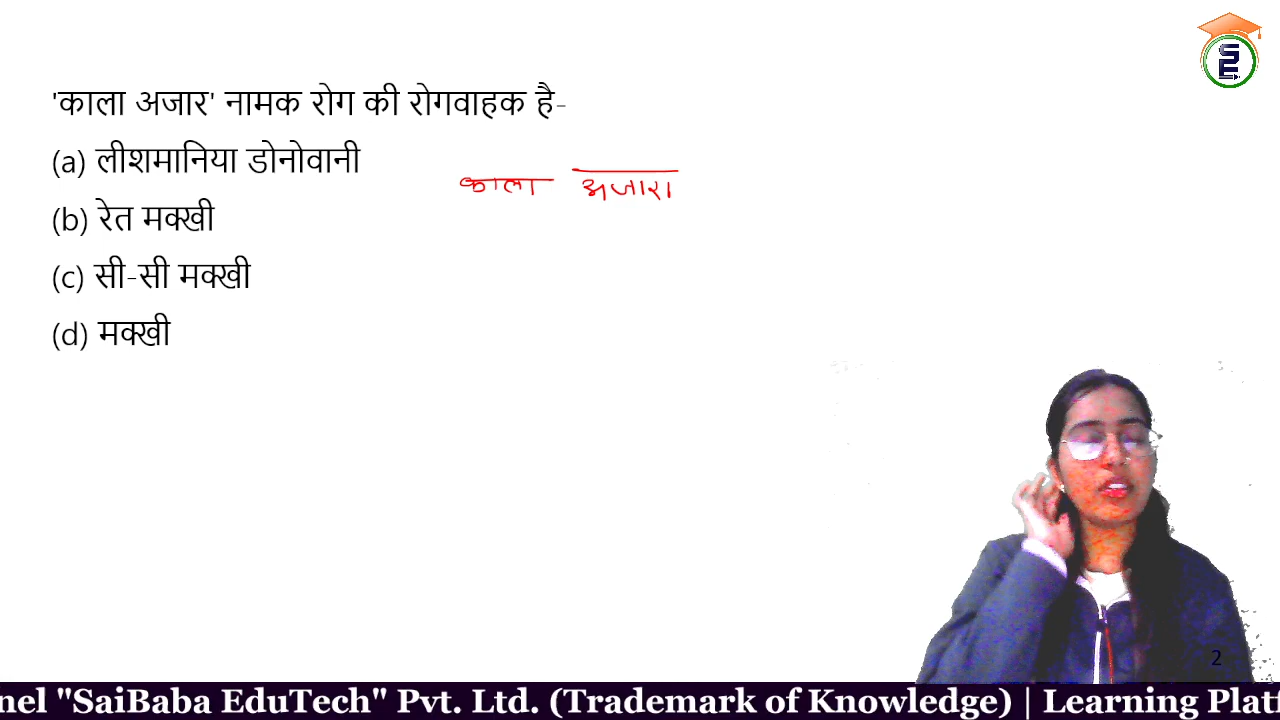 'काला अजार' नामक रोग की रोगवाहक है-
(a) लीशमानिया डोनोवानी
काला अजारा
(b) रेत मक्खी
(c) सी-सी मक्खी
(d) मक्खी
2
nel "SaiBaba EduTech" Pvt. Ltd. (Trademark of Knowledge) | Learning Platf